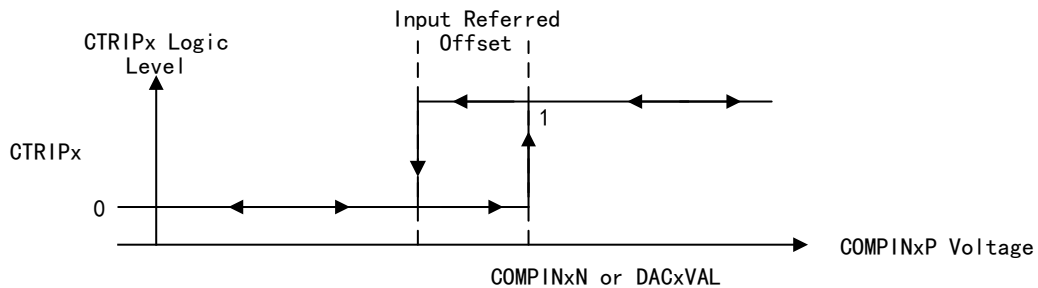 Input Referred
Offset
CTRIPx Logic
Level
1
CTRIPx
0
COMPINxP Voltage
COMPINxN or DACxVAL